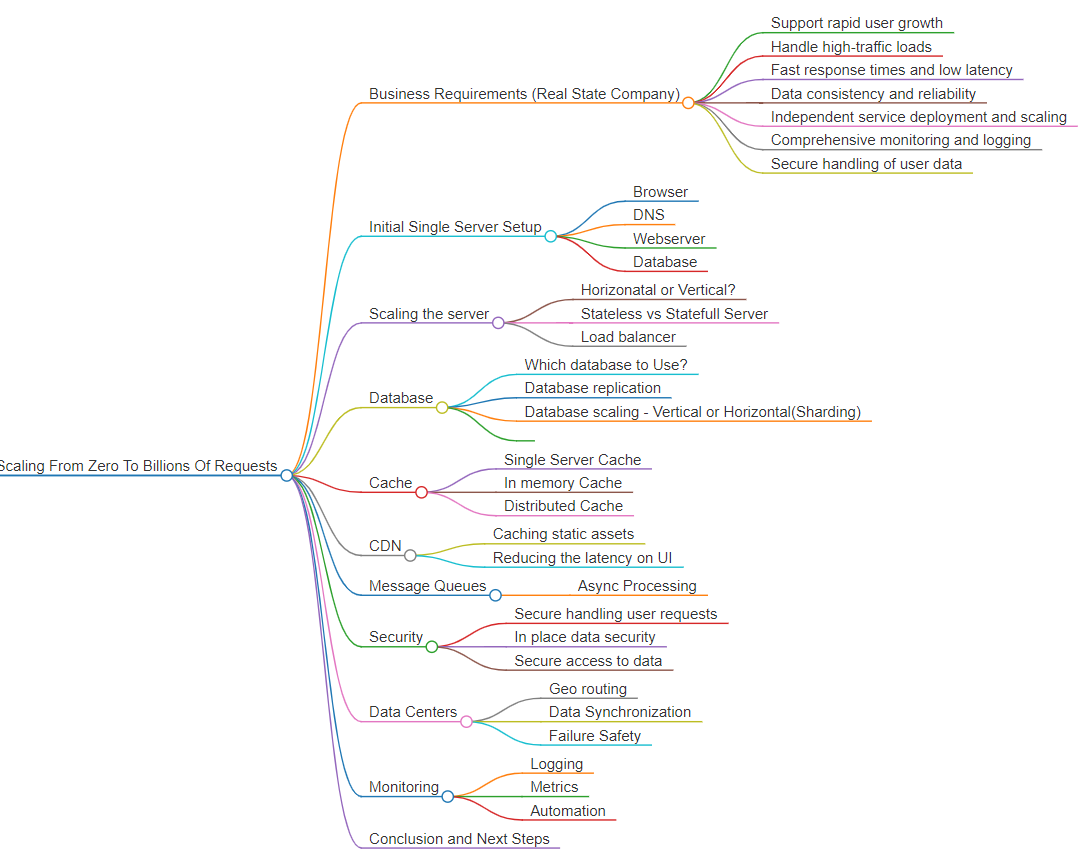 Scaling From Zero To Billions Of Requests
Business Requirements (Real State Company)
Support rapid user growth
Handle high-traffic loads
Fast response times and low latency
Data consistency and reliability
Independent service deployment and scaling
Comprehensive monitoring and logging
Secure handling of user data
Initial Single Server Setup
Browser
DNS
Webserver
Database
Scaling the server
Horizonatal or Vertical?
Stateless vs Statefull Server
Load balancer
Database
Which database to Use?
Database replication
Database scaling - Vertical or Horizontal(Sharding)
Cache
Single Server Cache
In memory Cache
Distributed Cache
CDN
Caching static assets
Reducing the latency on UI
Message Queues
Async Processing
Security
Secure handling user requests
In place data security
Secure access to data
Data Centers
Geo routing
Data Synchronization
Failure Safety
Monitoring
Logging
Metrics
Automation
Conclusion and Next Steps